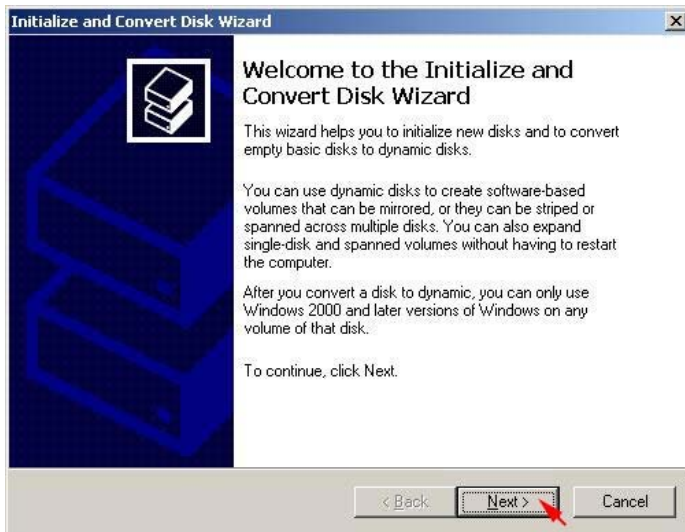 Initialize and Convert Disk Wizard
Welcome to the Initialize and
Convert Disk Wizard
This wizard helps you to initialize new disks and to convert
empty basic disks to dynamic disks.
You can use dynamic disks to create software-based
volumes that can be mirrored, or they can be striped or
spanned across multiple disks. You can also expand
single-disk and spanned volumes without having to restart
the computer.
After you convert a disk to dynamic, you can only use
Windows 2000 and later versions of Windows on any
volume of that disk.
To continue, click Next.
< Back
Next >
Cancel